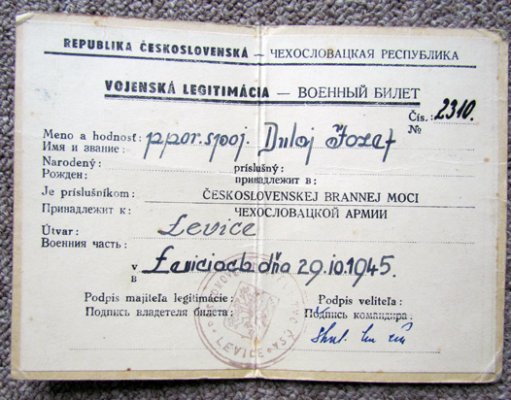 REPUBLIKA ČESKOSLOVENSKÁ — ЧЕХОСЛОВАЦКАЯ РЕСПУБЛИКА
VOJENSKÁ LEGITIMÁCIA — ВОЕННЫЙ БИЛЕТ
Čís.: 2310.
№
Meno a hodnosť: ppor. spoj. Dulaj Jozef
Имя и звание:
Narodený: príslušný:
Рожден: принадлежит в:
Je príslušníkom: ČESKOSLOVENSKEJ BRANNEJ MOCI
Принадлежит к: ЧЕХОСЛОВАЦКОЙ АРМИИ
Útvar: Levice
Военния часть:
v Leviciach dňa 29.10.1945.
в
Podpis majiteľa legitimácie: Podpis veliteľa:
Подпись владетеля билета: Подпись командира:
LEVICE